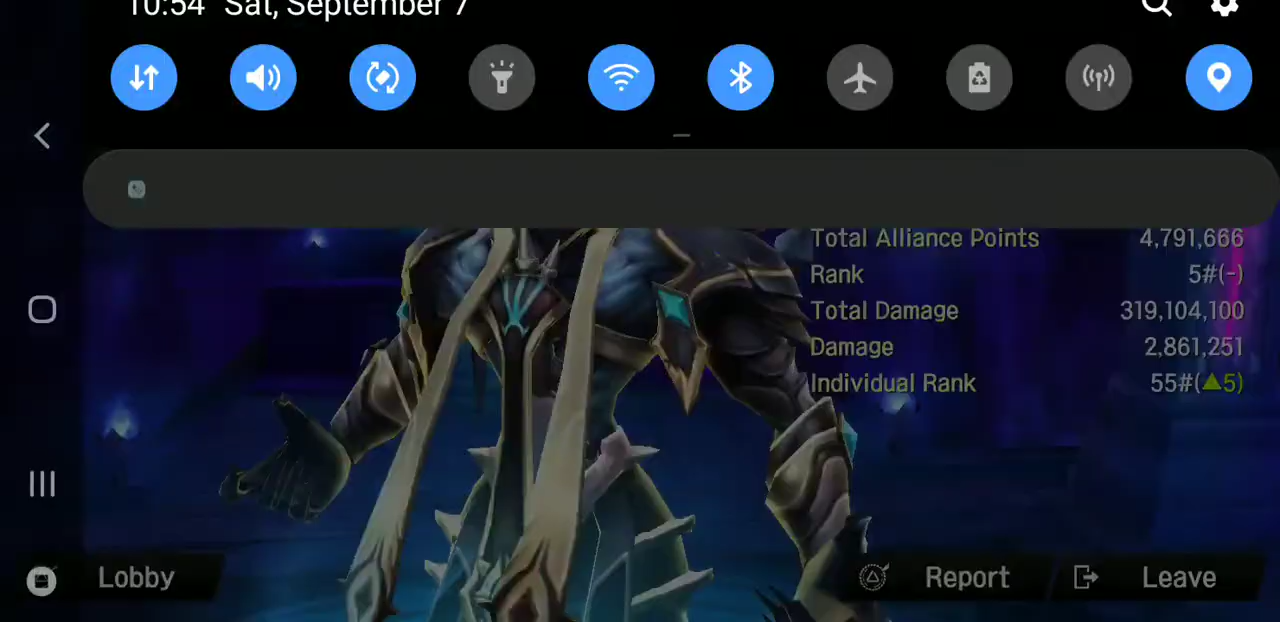 10:54 Sat, September 7
Total Alliance Points 4,791,666
Rank 5#(-)
Total Damage 319,104,100
Damage 2,861,251
Individual Rank 55#(▲5)
Lobby Report Leave